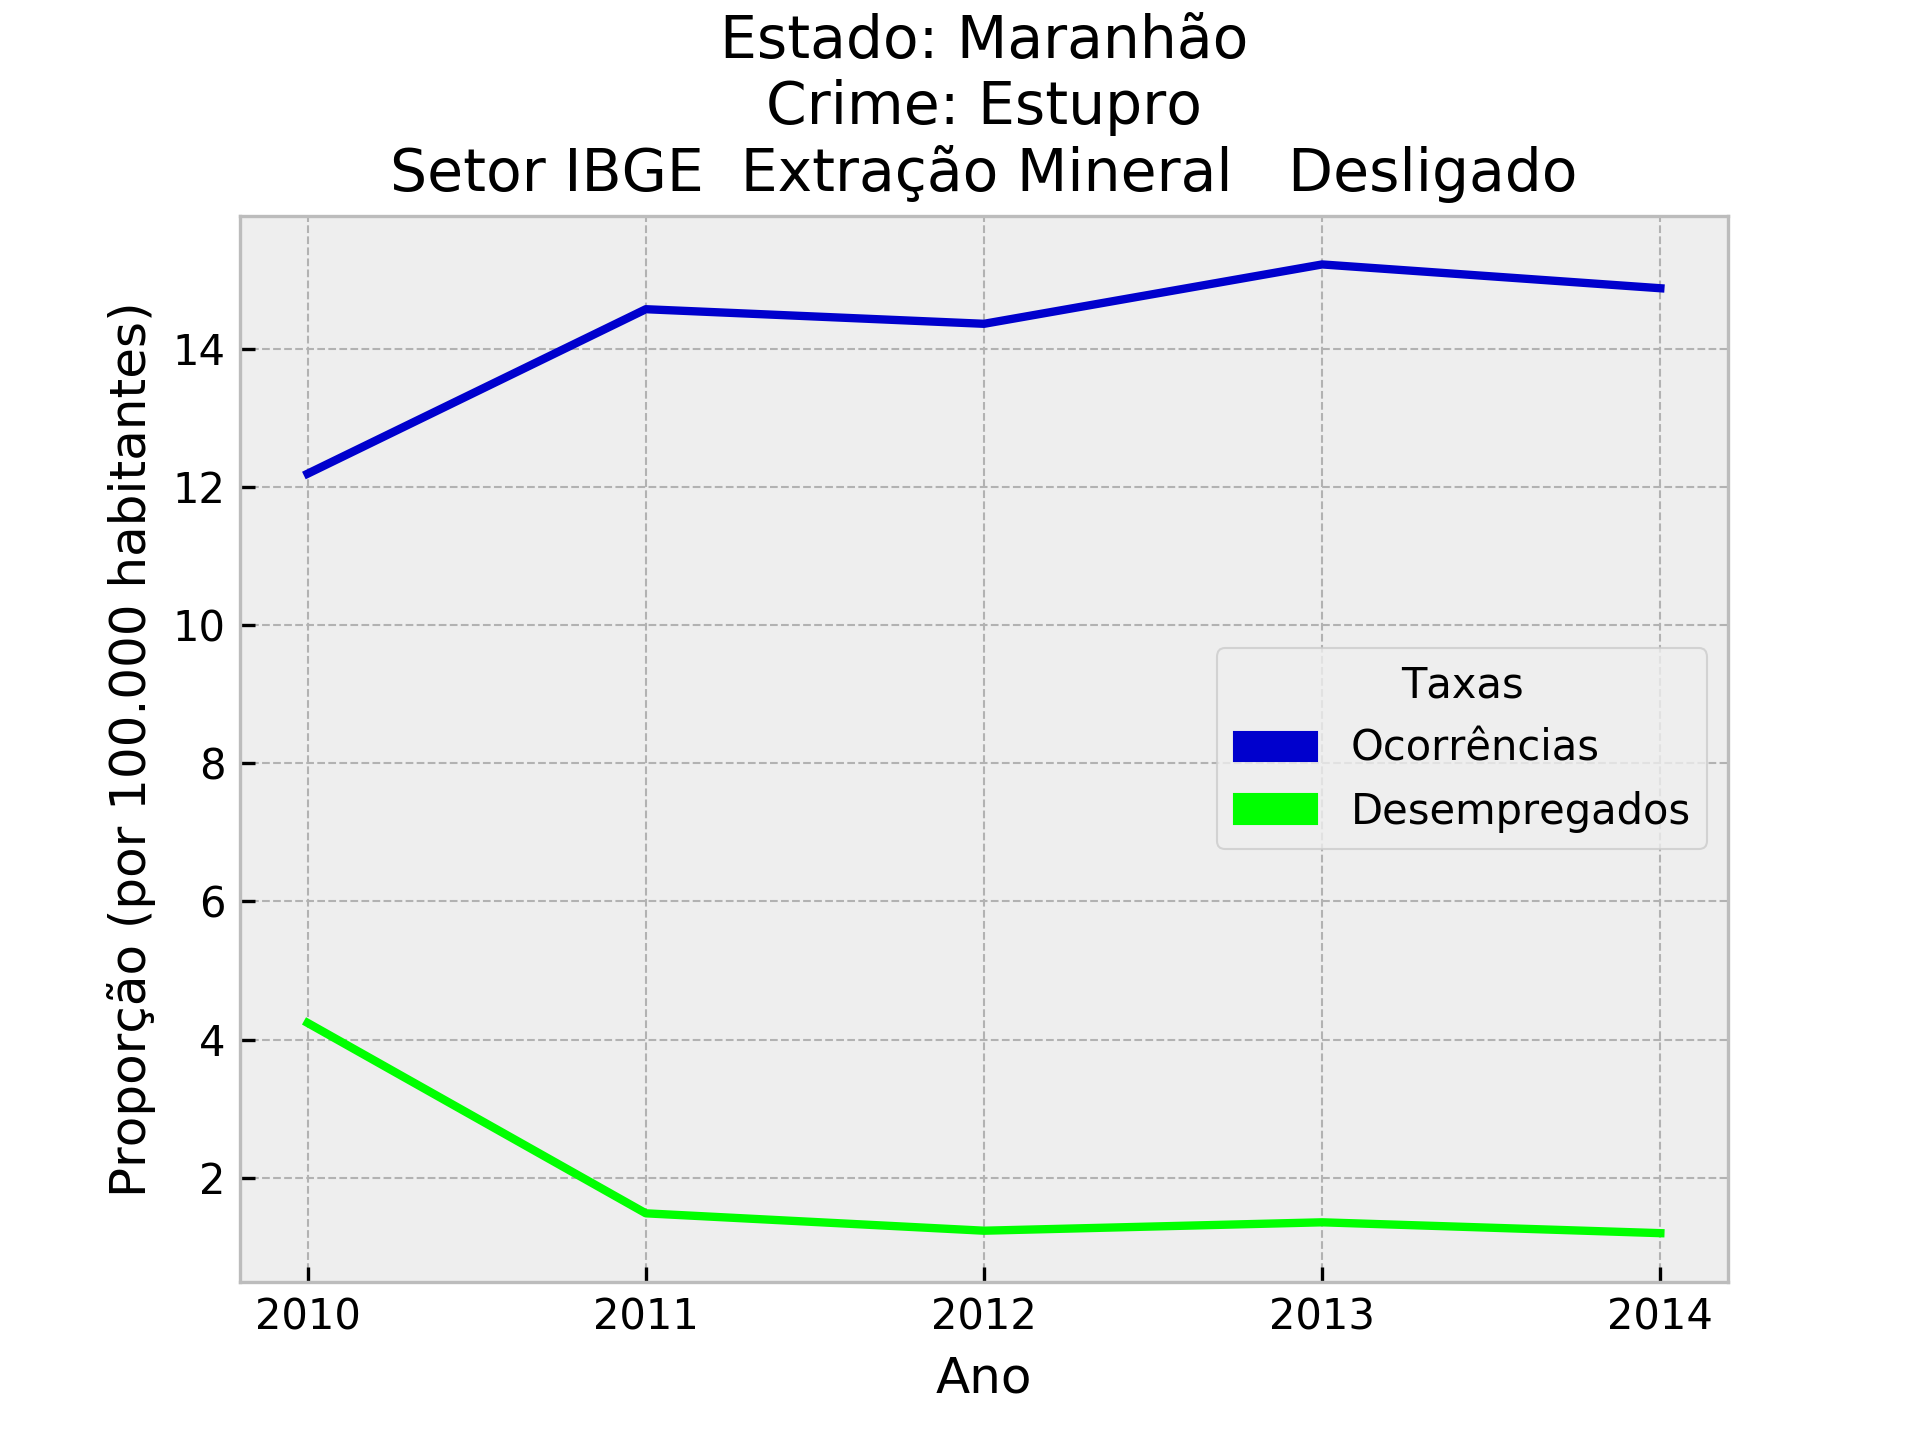 Estado: Maranhão
Crime: Estupro
Setor IBGE  Extração Mineral   Desligado
Proporção (por 100.000 habitantes)
14
12
10
8
6
4
2
Taxas
Ocorrências
Desempregados
2010 2011 2012 2013 2014
Ano